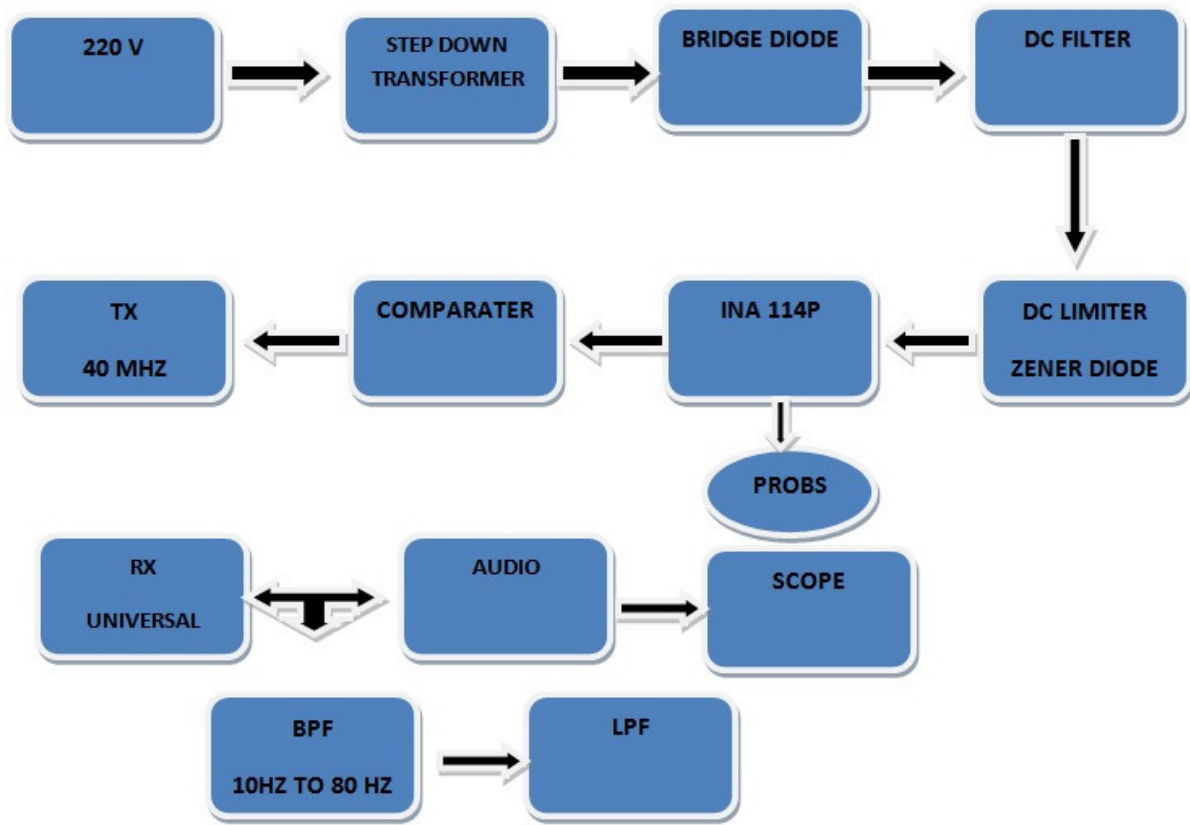 220 V
STEP DOWN
TRANSFORMER
BRIDGE DIODE
DC FILTER
TX
40 MHZ
COMPARATER
INA 114P
DC LIMITER
ZENER DIODE
PROBS
RX
UNIVERSAL
AUDIO
SCOPE
BPF
10HZ TO 80 HZ
LPF